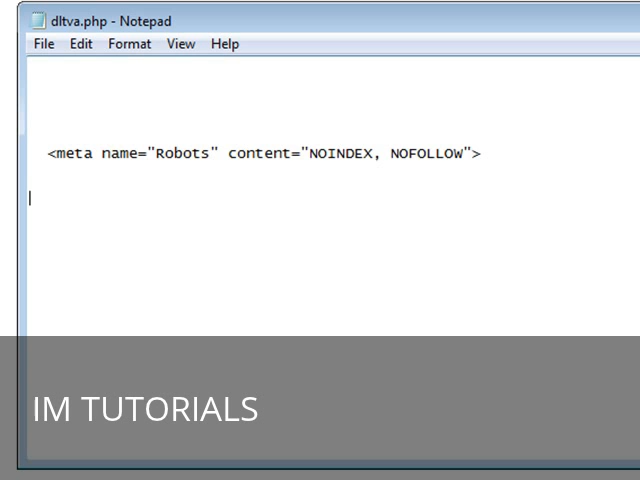 dltva.php - Notepad
File Edit Format View Help
<meta name="Robots" content="NOINDEX, NOFOLLOW">
IM TUTORIALS